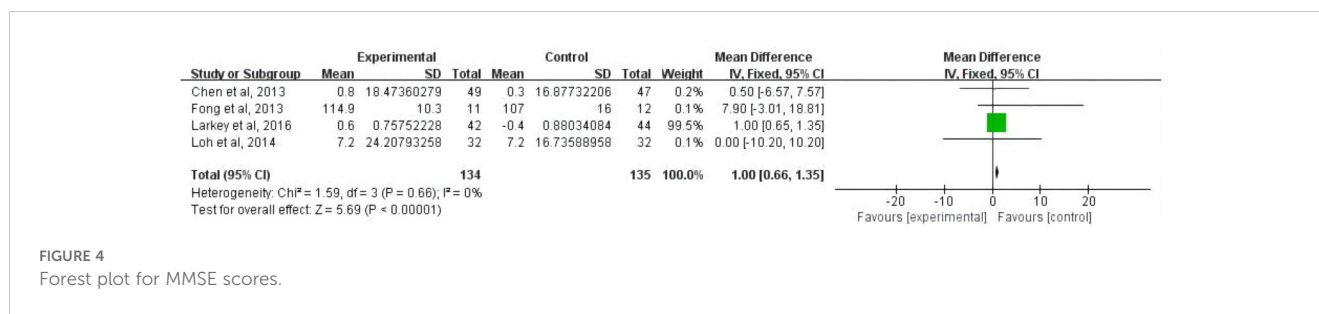 Experimental Control Mean Difference Mean Difference
Study or Subgroup Mean SD Total Mean SD Total Weight IV, Fixed, 95% CI IV, Fixed, 95% CI
Chen et al, 2013 0.8 18.47360279 49 0.3 16.87732206 47 0.2% 0.50 [-6.57, 7.57]
Fong et al, 2013 114.9 10.3 11 107 16 12 0.1% 7.90 [-3.01, 18.81]
Larkey et al, 2016 0.6 0.75752228 42 -0.4 0.88034084 44 99.5% 1.00 [0.65, 1.35]
Loh et al, 2014 7.2 24.20793258 32 7.2 16.73588958 32 0.1% 0.00 [-10.20, 10.20]
Total (95% CI) 134 135 100.0% 1.00 [0.66, 1.35]
Heterogeneity: Chi² = 1.59, df = 3 (P = 0.66); I² = 0%
Test for overall effect: Z = 5.69 (P < 0.00001)
-20 -10 0 10 20
Favours [experimental] Favours [control]
FIGURE 4
Forest plot for MMSE scores.